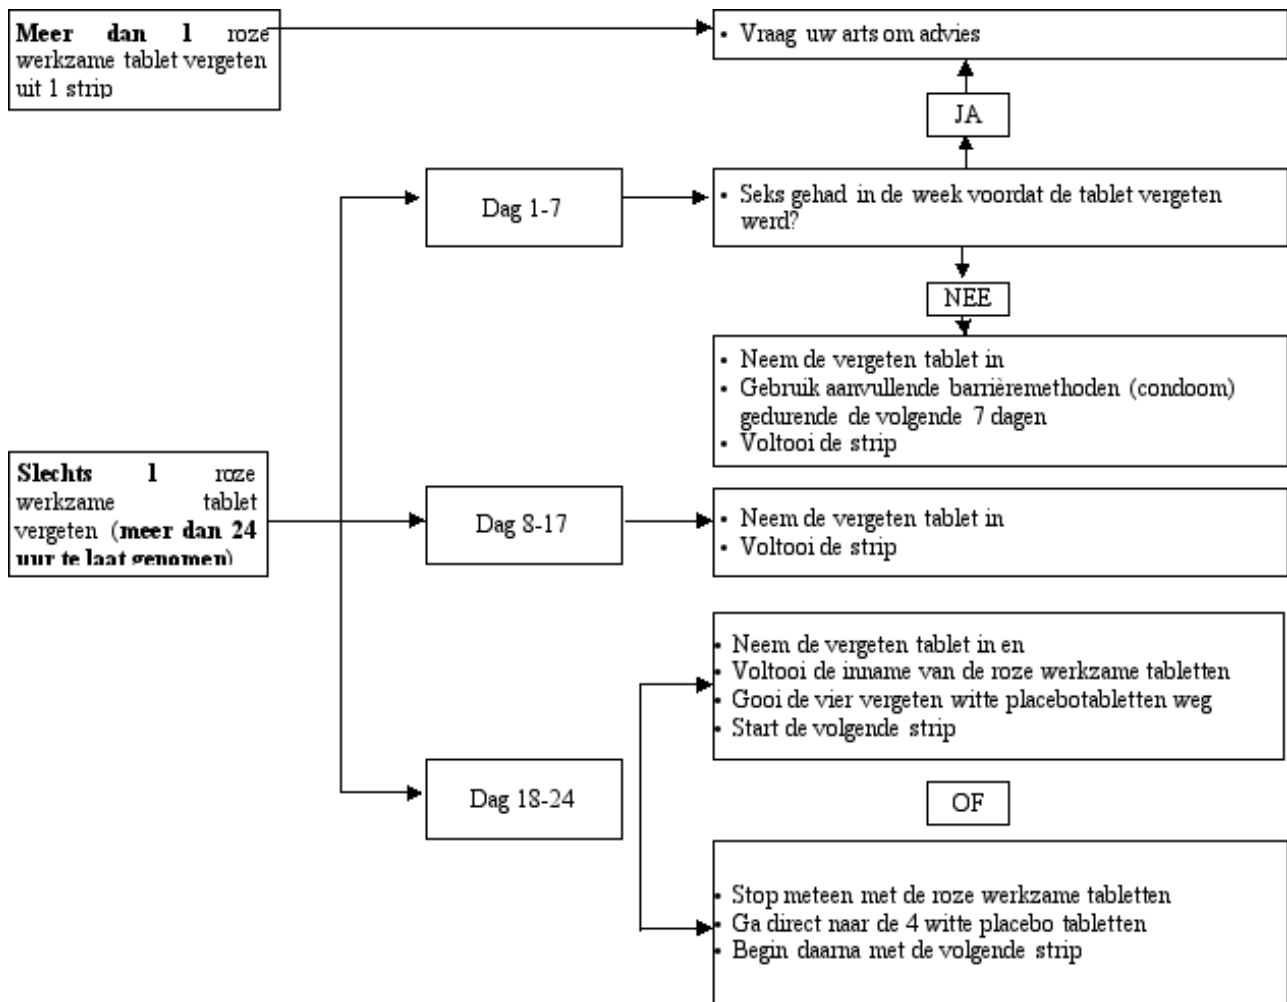 Meer dan 1 roze
werkzame tablet vergeten
uit 1 strip
• Vraag uw arts om advies
JA
Dag 1-7
• Seks gehad in de week voordat de tablet vergeten
werd?
NEE
• Neem de vergeten tablet in
• Gebruik aanvullende barrièremethoden (condoom)
gedurende de volgende 7 dagen
• Voltooi de strip
Slechts 1 roze
werkzame tablet
vergeten (meer dan 24
uur te laat genomen)
Dag 8-17
• Neem de vergeten tablet in
• Voltooi de strip
Dag 18-24
• Neem de vergeten tablet in en
• Voltooi de inname van de roze werkzame tabletten
• Gooi de vier vergeten witte placebotabletten weg
• Start de volgende strip
OF
• Stop meteen met de roze werkzame tabletten
• Ga direct naar de 4 witte placebo tabletten
• Begin daarna met de volgende strip